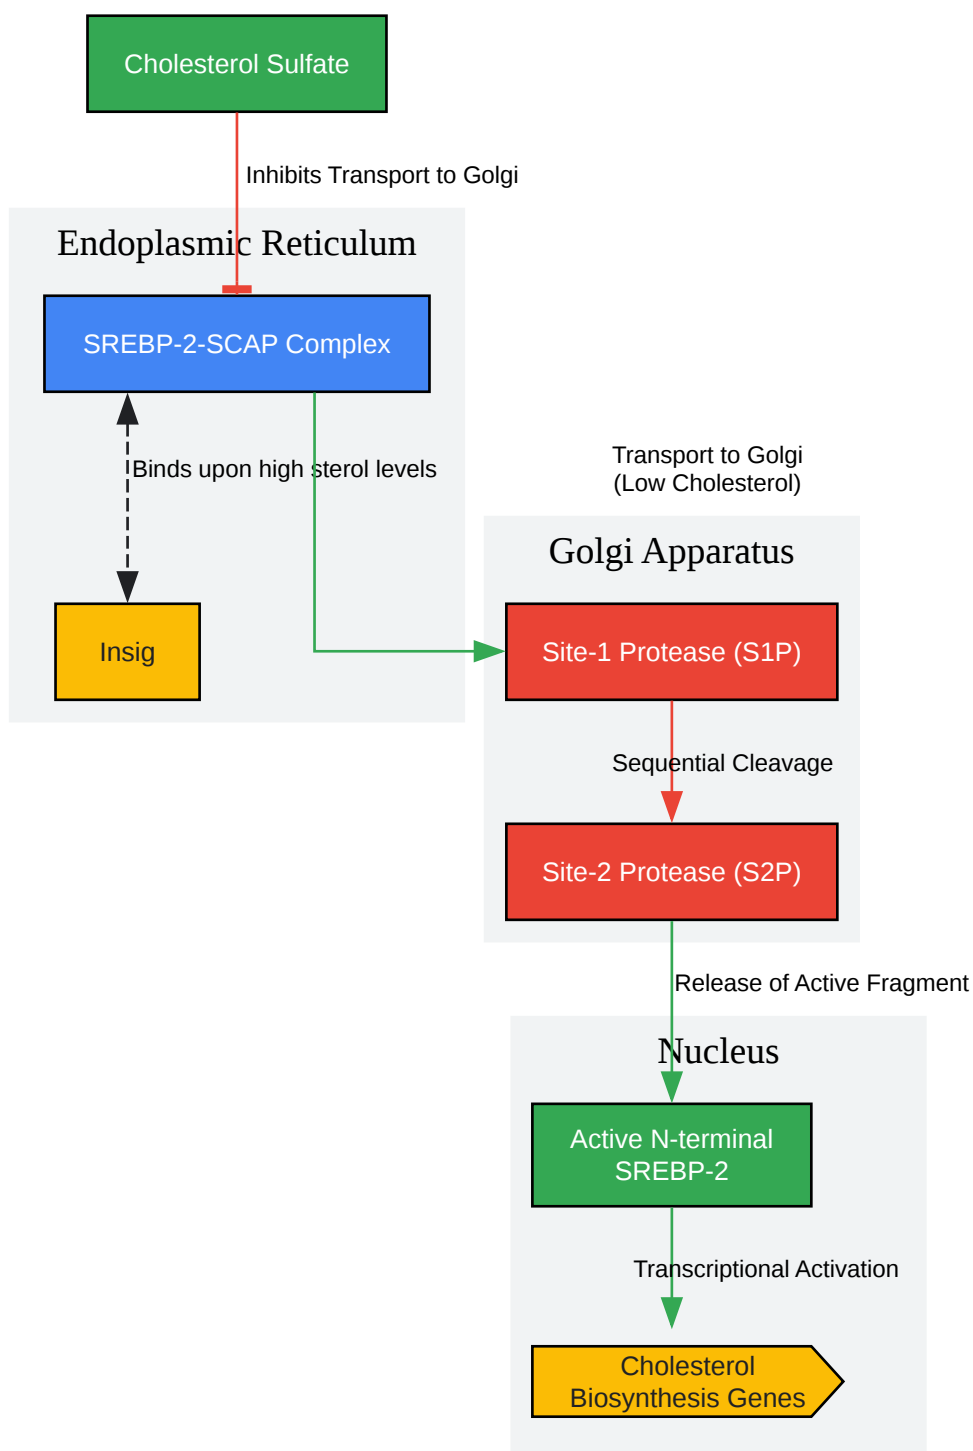 Cholesterol Sulfate
Inhibits Transport to Golgi
Endoplasmic Reticulum
SREBP-2-SCAP Complex
Binds upon high sterol levels
Transport to Golgi
(Low Cholesterol)
Golgi Apparatus
Insig
Site-1 Protease (S1P)
Sequential Cleavage
Site-2 Protease (S2P)
Release of Active Fragment
Nucleus
Active N-terminal
SREBP-2
Transcriptional Activation
Cholesterol
Biosynthesis Genes